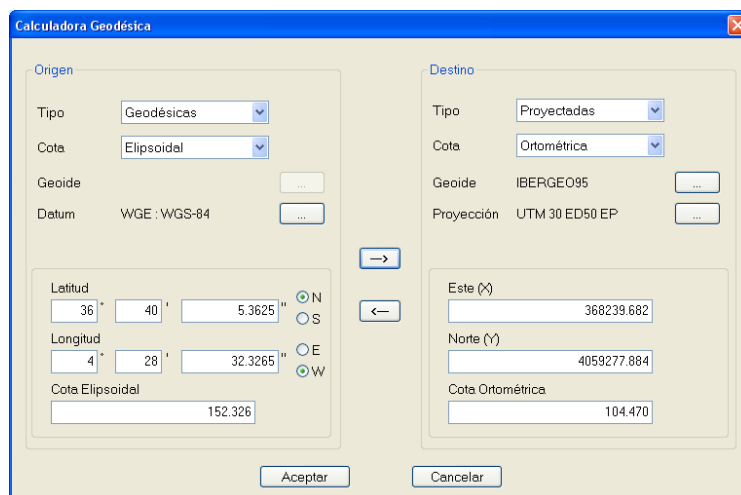 Calculadora Geodésica
Origen
Tipo Geodésicas
Cota Elipsoidal
Geoide ...
Datum WGE : WGS-84 ...
Latitud
36 ° 40 ' 5.3625 " N
S
Longitud
4 ° 28 ' 32.3265 " E
W
Cota Elipsoidal
152.326
-->
<--
Destino
Tipo Proyectadas
Cota Ortométrica
Geoide IBERGEO95 ...
Proyección UTM 30 ED50 EP ...
Este (X)
368239.682
Norte (Y)
4059277.884
Cota Ortométrica
104.470
Aceptar Cancelar